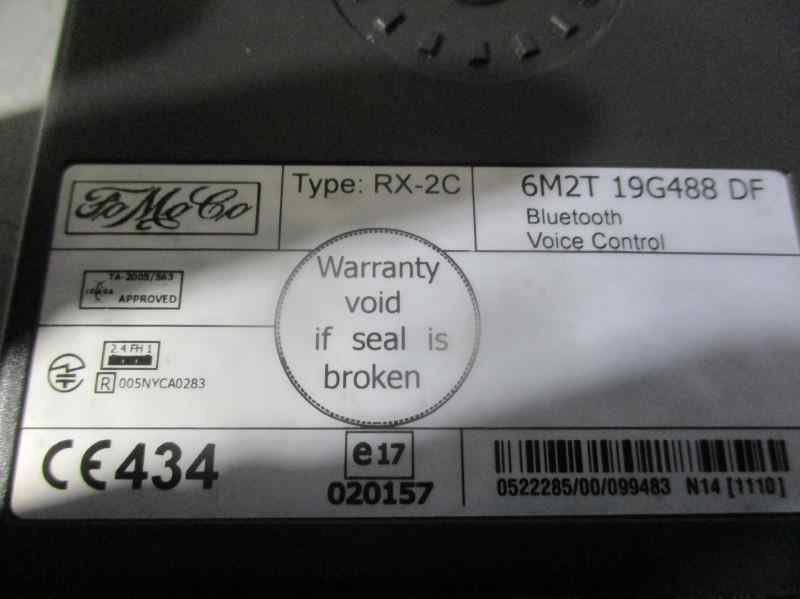 FoMoCo
Type: RX-2C
6M2T 19G488 DF
Bluetooth
Voice Control
TA-2005/5A3
APPROVED
Warranty
void
if seal is
broken
2.4 FH 1
R 005NYCA0283
CE434
e17
020157
0522285/00/099483 N14 [1110]